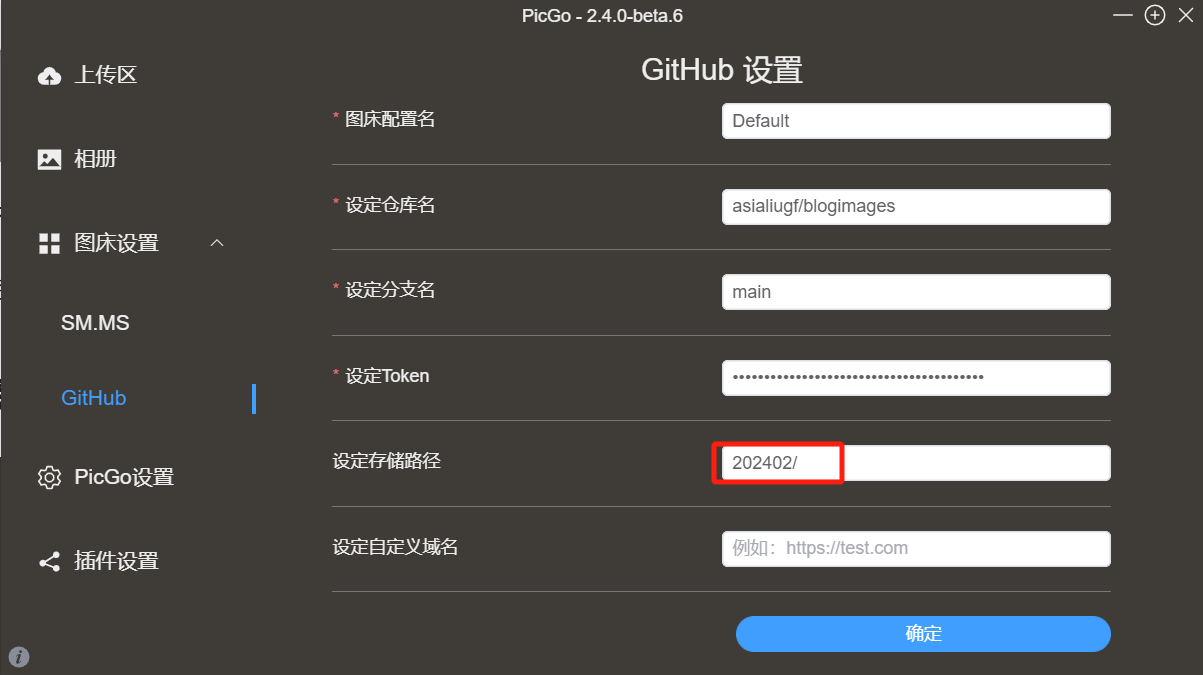 PicGo - 2.4.0-beta.6
上传区
相册
图床设置
SM.MS
GitHub
PicGo设置
插件设置
GitHub 设置
* 图床配置名
Default
* 设定仓库名
asialiugf/blogimages
* 设定分支名
main
* 设定Token
••••••••••••••••••••••••••••••••••••••••
设定存储路径
202402/
设定自定义域名
例如：https://test.com
确定